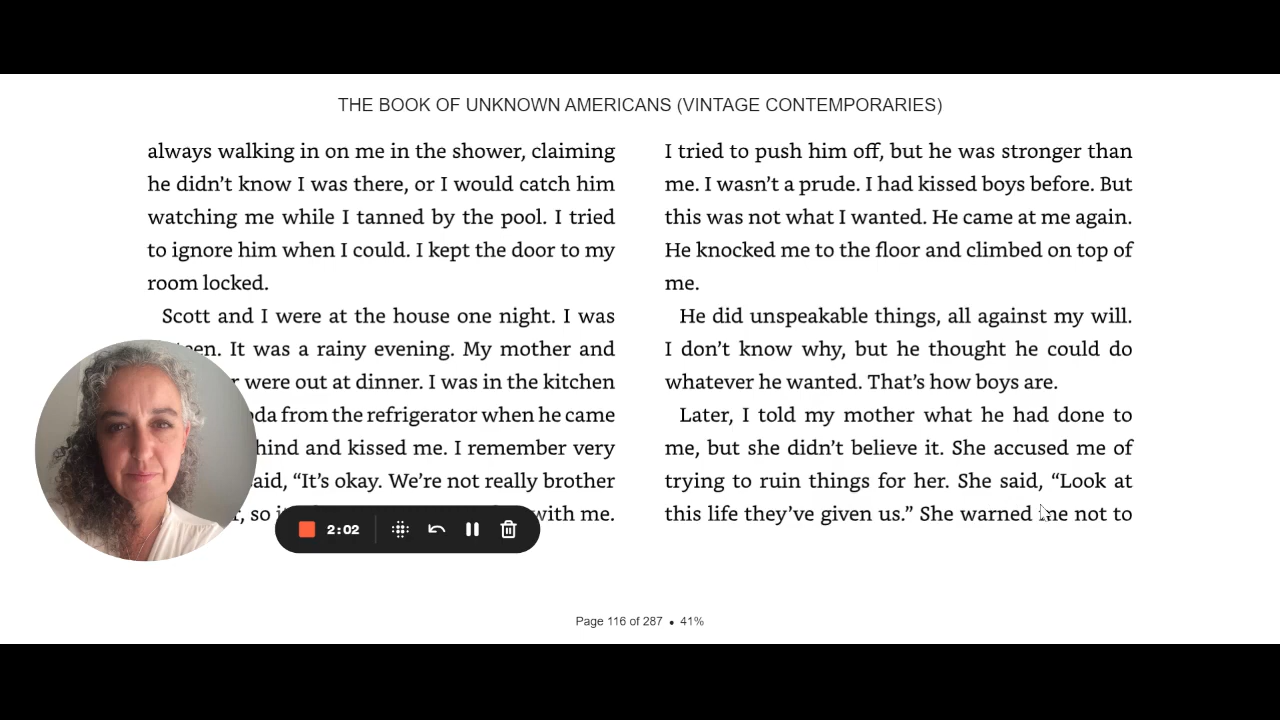 THE BOOK OF UNKNOWN AMERICANS (VINTAGE CONTEMPORARIES)
always walking in on me in the shower, claiming
he didn’t know I was there, or I would catch him
watching me while I tanned by the pool. I tried
to ignore him when I could. I kept the door to my
room locked.
Scott and I were at the house one night. I was
It was a rainy evening. My mother and
were out at dinner. I was in the kitchen
from the refrigerator when he came
and kissed me. I remember very
“It’s okay. We’re not really brother
so with me.
I tried to push him off, but he was stronger than
me. I wasn’t a prude. I had kissed boys before. But
this was not what I wanted. He came at me again.
He knocked me to the floor and climbed on top of
me.
He did unspeakable things, all against my will.
I don’t know why, but he thought he could do
whatever he wanted. That’s how boys are.
Later, I told my mother what he had done to
me, but she didn’t believe it. She accused me of
trying to ruin things for her. She said, “Look at
this life they’ve given us.” She warned me not to
2:02
Page 116 of 287 • 41%